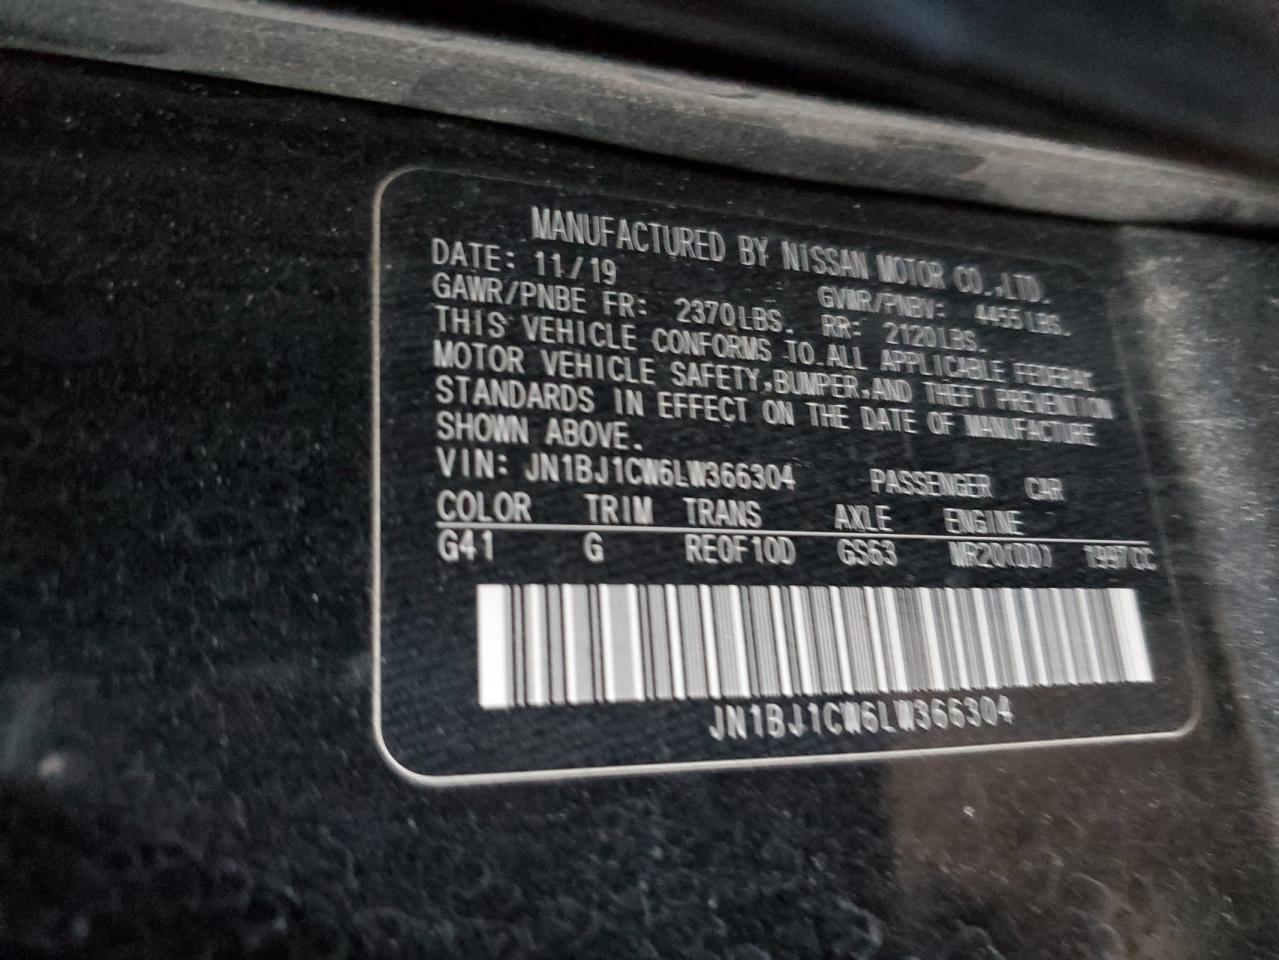 MANUFACTURED BY NISSAN MOTOR CO.,LTD.
DATE: 11/19 GVWR/PNBV: 4455LBS.
GAWR/PNBE FR: 2370LBS. RR: 2120LBS.
THIS VEHICLE CONFORMS TO ALL APPLICABLE FEDERAL
MOTOR VEHICLE SAFETY,BUMPER,AND THEFT PREVENTION
STANDARDS IN EFFECT ON THE DATE OF MANUFACTURE
SHOWN ABOVE.
VIN: JN1BJ1CW6LW366304 PASSENGER CAR
COLOR TRIM TRANS AXLE ENGINE
G41 G RE0F10D GS63 MR20(DD) 1997CC
JN1BJ1CW6LW366304